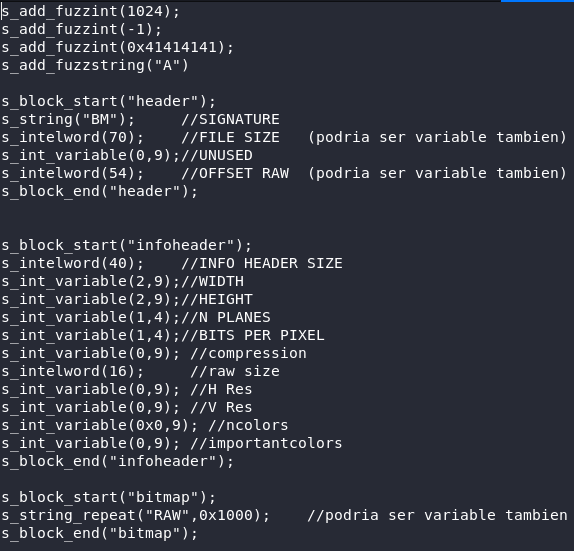 s_add_fuzzint(1024);
s_add_fuzzint(-1);
s_add_fuzzint(0x41414141);
s_add_fuzzstring("A")
s_block_start("header");
s_string("BM");     //SIGNATURE
s_intelword(70);    //FILE SIZE   (podria ser variable tambien)
s_int_variable(0,9);//UNUSED
s_intelword(54);    //OFFSET RAW  (podria ser variable tambien)
s_block_end("header");
s_block_start("infoheader");
s_intelword(40);    //INFO HEADER SIZE
s_int_variable(2,9);//WIDTH
s_int_variable(2,9);//HEIGHT
s_int_variable(1,4);//N PLANES
s_int_variable(1,4);//BITS PER PIXEL
s_int_variable(0,9); //compression
s_intelword(16);     //raw size
s_int_variable(0,9); //H Res
s_int_variable(0,9); //V Res
s_int_variable(0x0,9); //ncolors
s_int_variable(0,9); //importantcolors
s_block_end("infoheader");
s_block_start("bitmap");
s_string_repeat("RAW",0x1000);    //podria ser variable tambien
s_block_end("bitmap");